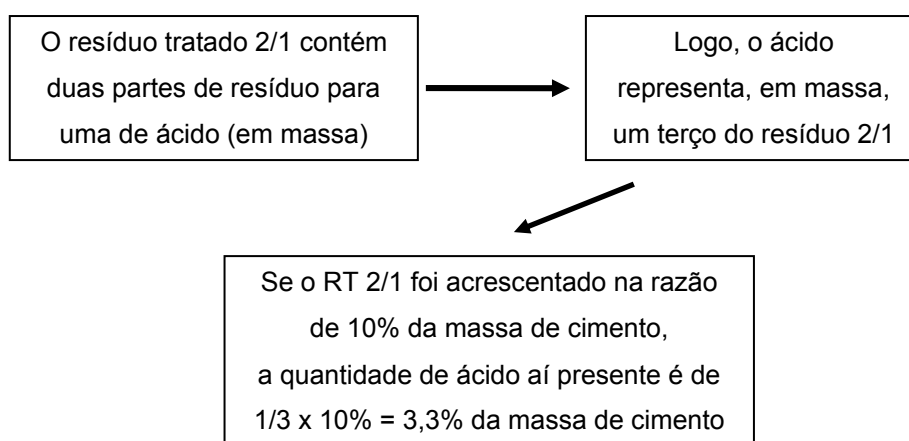 O resíduo tratado 2/1 contém
duas partes de resíduo para
uma de ácido (em massa)
Logo, o ácido
representa, em massa,
um terço do resíduo 2/1
Se o RT 2/1 foi acrescentado na razão
de 10% da massa de cimento,
a quantidade de ácido aí presente é de
1/3 x 10% = 3,3% da massa de cimento